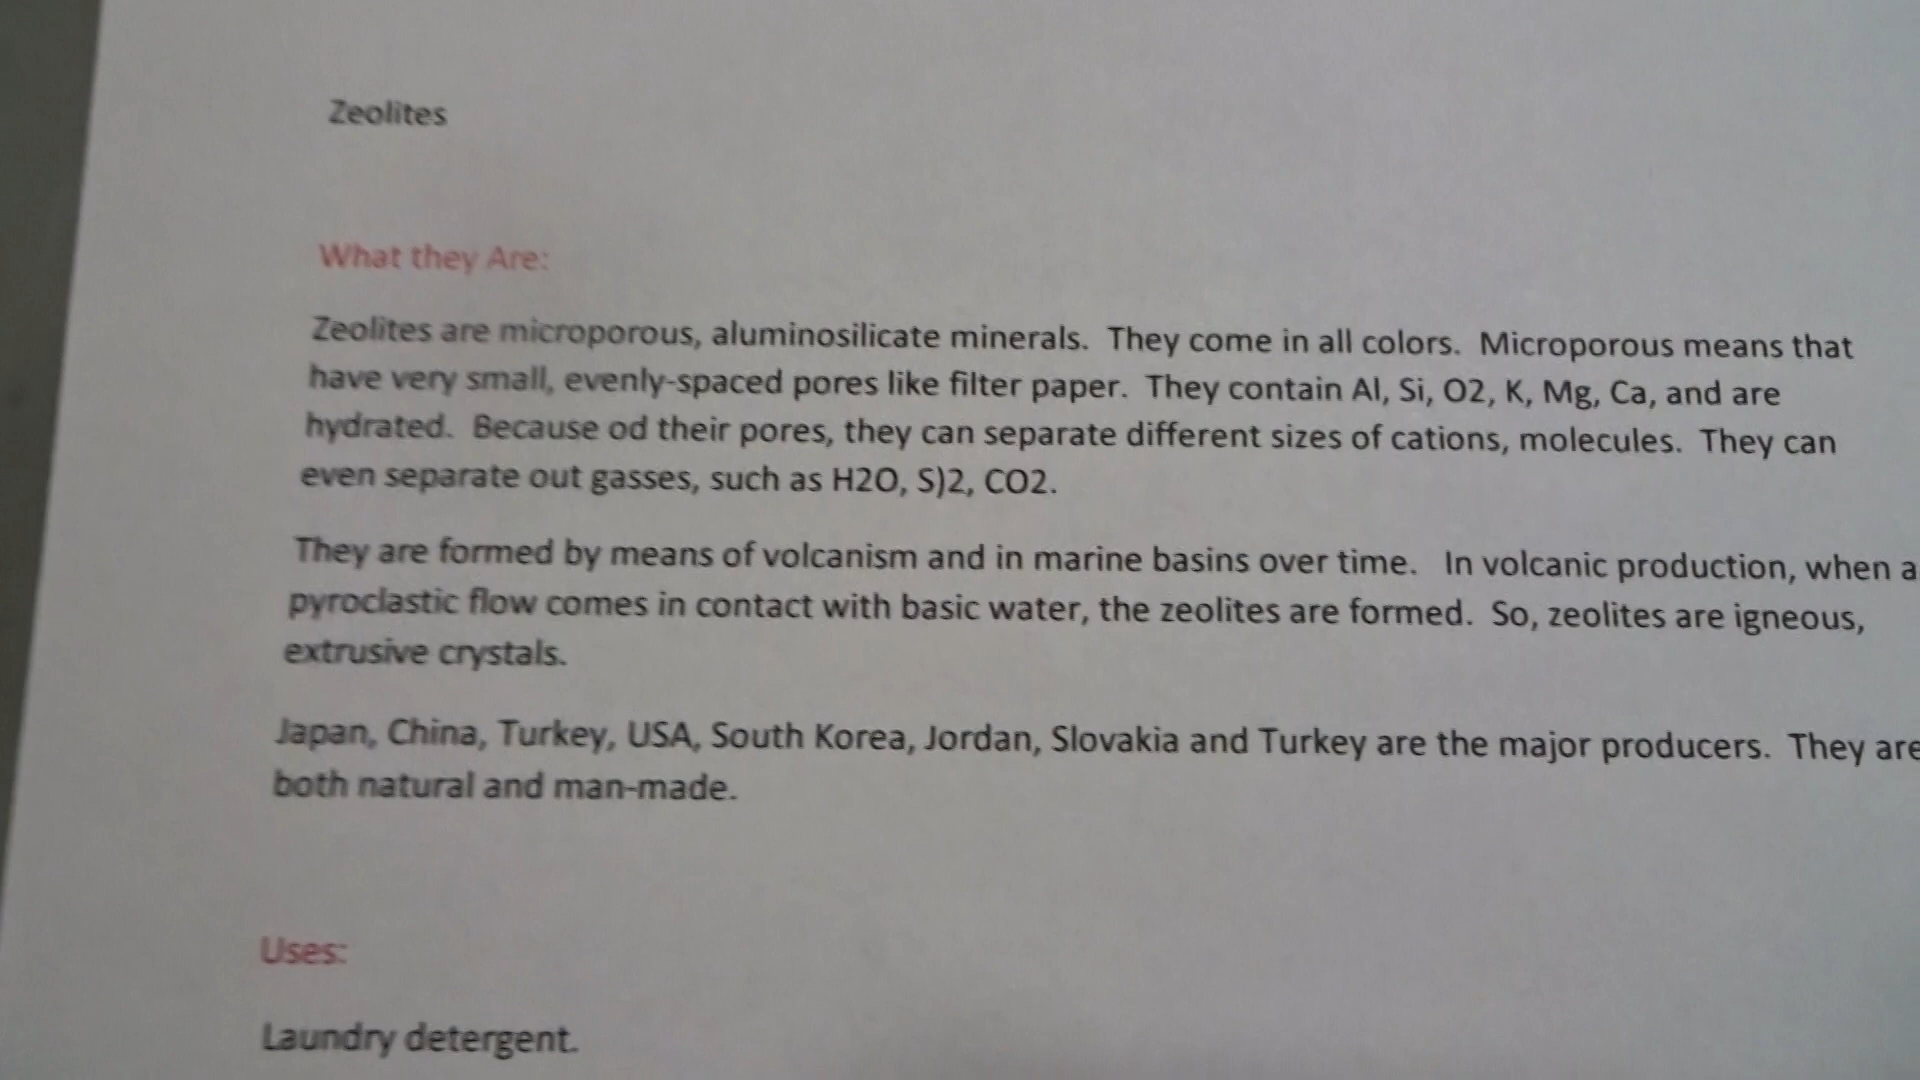 Zeolites
What they Are:
Zeolites are microporous, aluminosilicate minerals. They come in all colors. Microporous means that
have very small, evenly-spaced pores like filter paper. They contain Al, Si, O2, K, Mg, Ca, and are
hydrated. Because od their pores, they can separate different sizes of cations, molecules. They can
even separate out gasses, such as H2O, S)2, CO2.
They are formed by means of volcanism and in marine basins over time. In volcanic production, when a
pyroclastic flow comes in contact with basic water, the zeolites are formed. So, zeolites are igneous,
extrusive crystals.
Japan, China, Turkey, USA, South Korea, Jordan, Slovakia and Turkey are the major producers. They are
both natural and man-made.
Uses:
Laundry detergent.